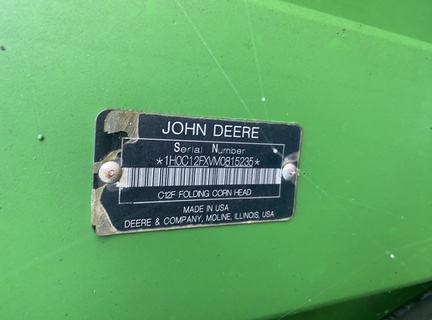 JOHN DEERE
Serial Number
*1H0C12FXVM0815235*
C12F FOLDING CORN HEAD
MADE IN USA
DEERE & COMPANY, MOLINE, ILLINOIS, USA